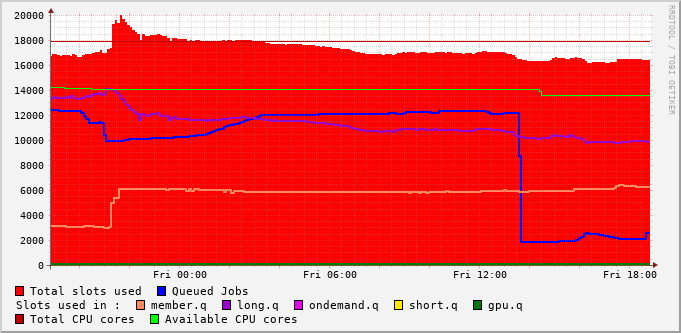 20000
18000
16000
14000
12000
10000
8000
6000
4000
2000
0
Fri 00:00 Fri 06:00 Fri 12:00 Fri 18:00
RRDTOOL / TOBI OETIKER
Total slots used Queued Jobs
Slots used in : member.q long.q ondemand.q short.q gpu.q
Total CPU cores Available CPU cores